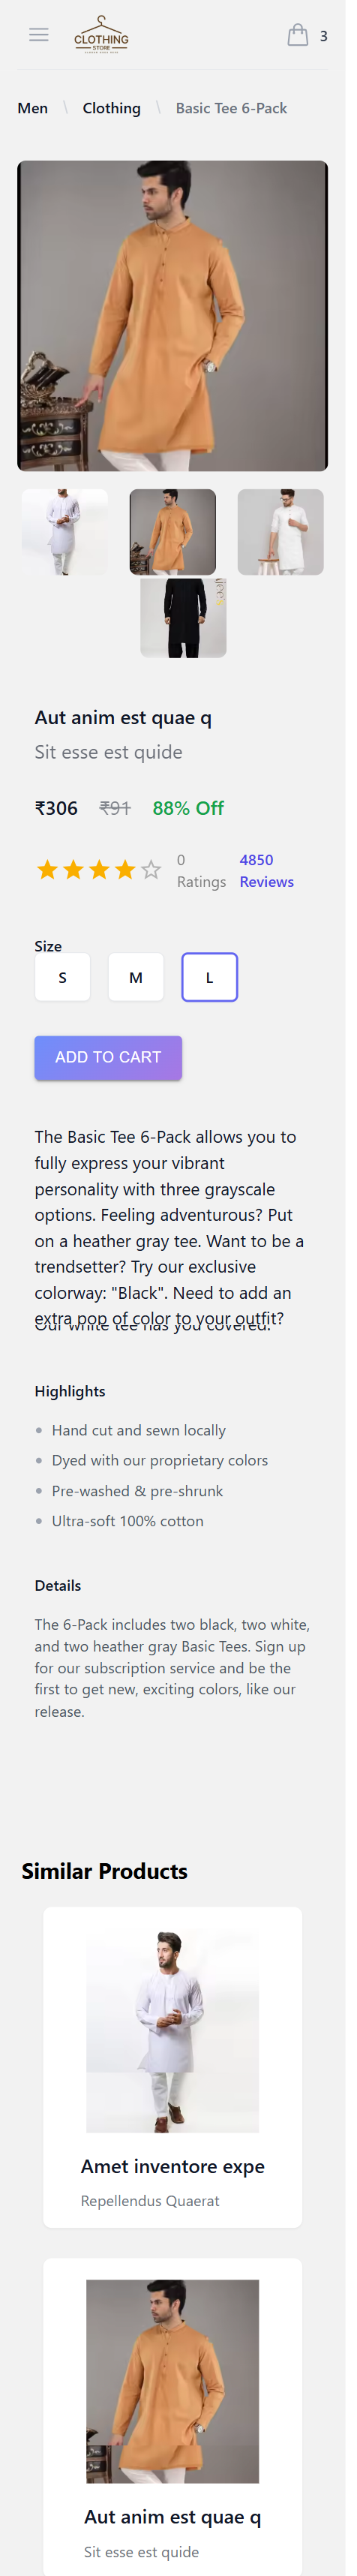 CLOTHING
STORE
3
Men \ Clothing \ Basic Tee 6-Pack
Aut anim est quae q
Sit esse est quide
₹306 ₹91 88% Off
0 Ratings
4850 Reviews
Size
S M L
ADD TO CART
The Basic Tee 6-Pack allows you to
fully express your vibrant
personality with three grayscale
options. Feeling adventurous? Put
on a heather gray tee. Want to be a
trendsetter? Try our exclusive
colorway: "Black". Need to add an
extra pop of color to your outfit?
Our white tee has you covered.
Highlights
Hand cut and sewn locally
Dyed with our proprietary colors
Pre-washed & pre-shrunk
Ultra-soft 100% cotton
Details
The 6-Pack includes two black, two white,
and two heather gray Basic Tees. Sign up
for our subscription service and be the
first to get new, exciting colors, like our
release.
Similar Products
Amet inventore expe
Repellendus Quaerat
Aut anim est quae q
Sit esse est quide